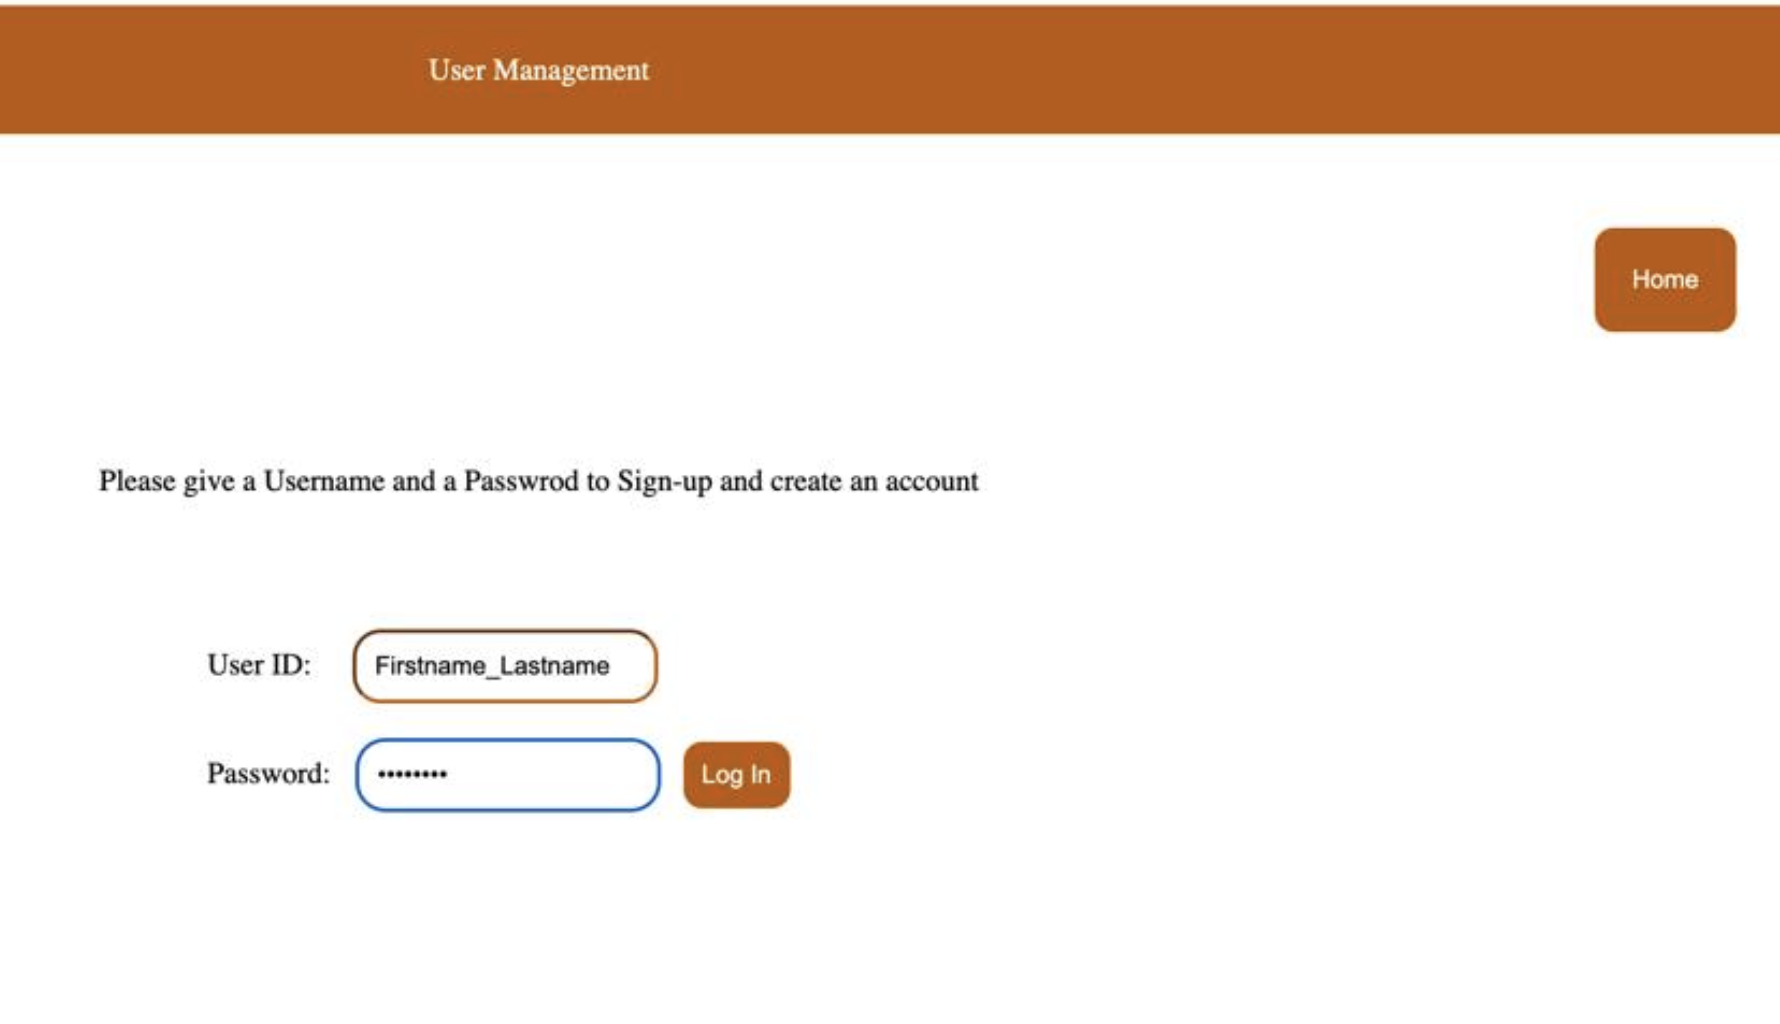 User Management
Home
Please give a Username and a Passwrod to Sign-up and create an account
User ID: Firstname_Lastname
Password: •••••••• Log In